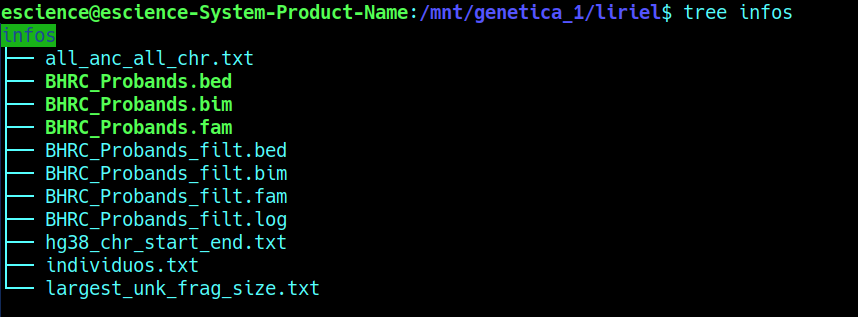 escience@escience-System-Product-Name:/mnt/genetica_1/liriel$ tree infos
infos
├── all_anc_all_chr.txt
├── BHRC_Probands.bed
├── BHRC_Probands.bim
├── BHRC_Probands.fam
├── BHRC_Probands_filt.bed
├── BHRC_Probands_filt.bim
├── BHRC_Probands_filt.fam
├── BHRC_Probands_filt.log
├── hg38_chr_start_end.txt
├── individuos.txt
└── largest_unk_frag_size.txt